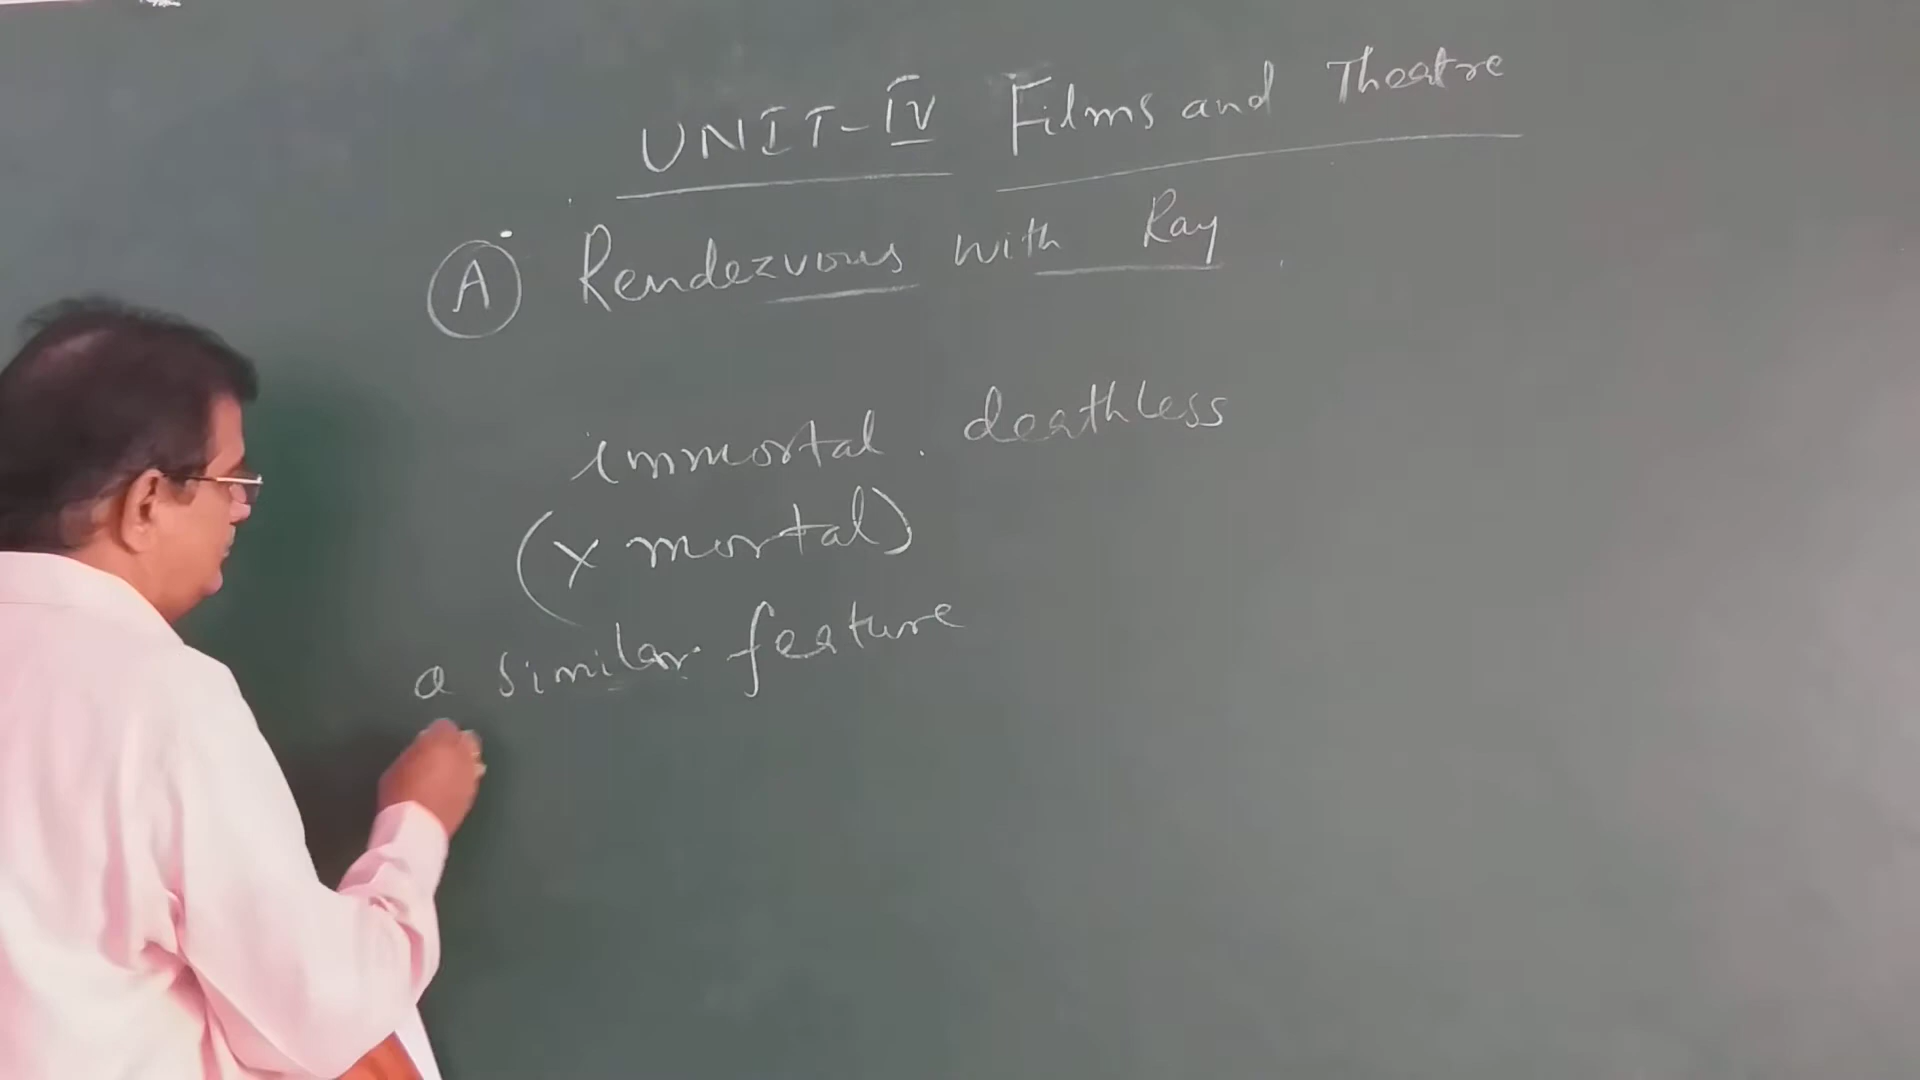 UNIT-IV Films and Theatre
A Rendezvous with Ray
immortal. deathless
(x mortal)
a similar feature